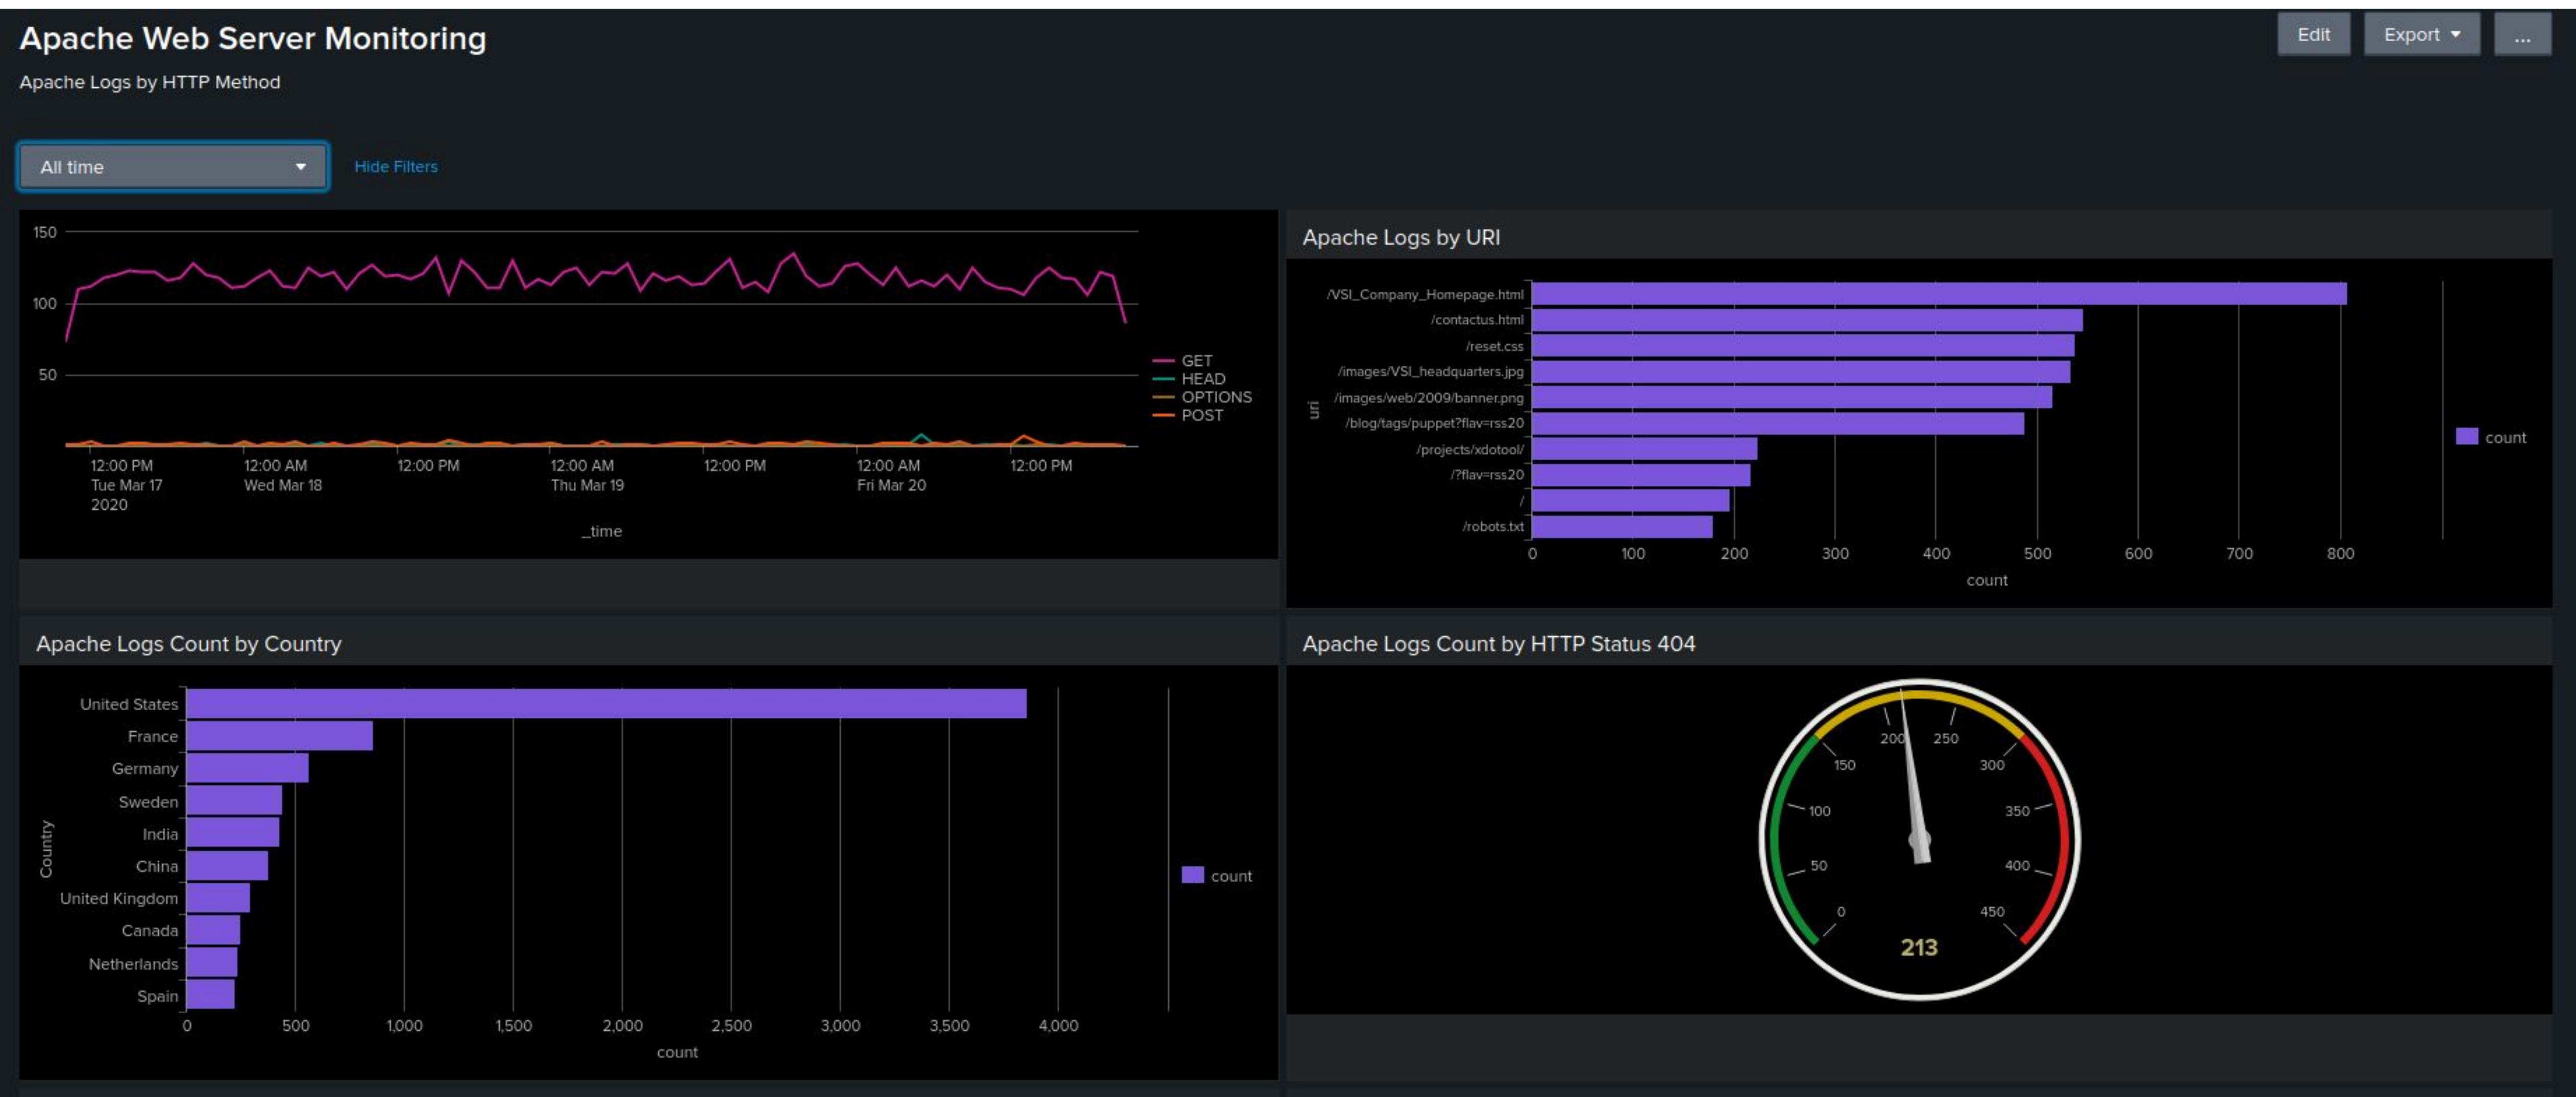 Apache Web Server Monitoring
Edit
Export
...
Apache Logs by HTTP Method
All time
Hide Filters
150
100
50
GET
HEAD
OPTIONS
POST
12:00 PM 12:00 AM 12:00 PM 12:00 AM 12:00 PM 12:00 AM 12:00 PM
Tue Mar 17 Wed Mar 18 Thu Mar 19 Fri Mar 20
2020
_time
Apache Logs by URI
uri
/VSI_Company_Homepage.html
/contactus.html
/reset.css
/images/VSI_headquarters.jpg
/images/web/2009/banner.png
/blog/tags/puppet?flav=rss20
/projects/xdotool/
/?flav=rss20
/
/robots.txt
0 100 200 300 400 500 600 700 800
count
count
Apache Logs Count by Country
Country
United States
France
Germany
Sweden
India
China
United Kingdom
Canada
Netherlands
Spain
0 500 1,000 1,500 2,000 2,500 3,000 3,500 4,000
count
count
Apache Logs Count by HTTP Status 404
0
50
100
150
200
250
300
350
400
450
213